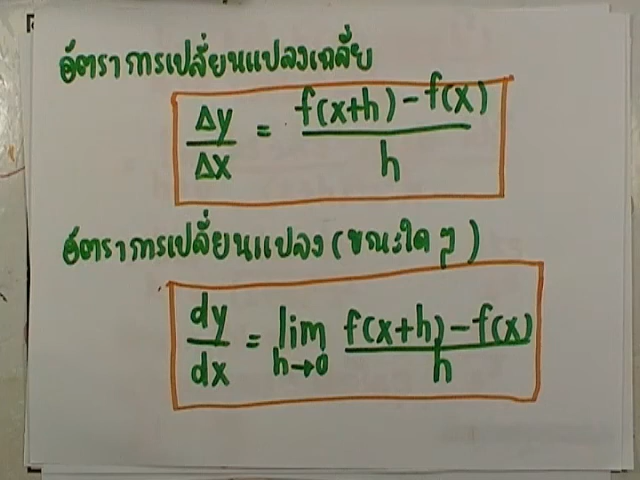 อัตราการเปลี่ยนแปลงเฉลี่ย
Δy/Δx = f(x+h) - f(x)/h
อัตราการเปลี่ยนแปลง (ขณะใด ๆ)
dy/dx = lim h→0 f(x+h) - f(x)/h